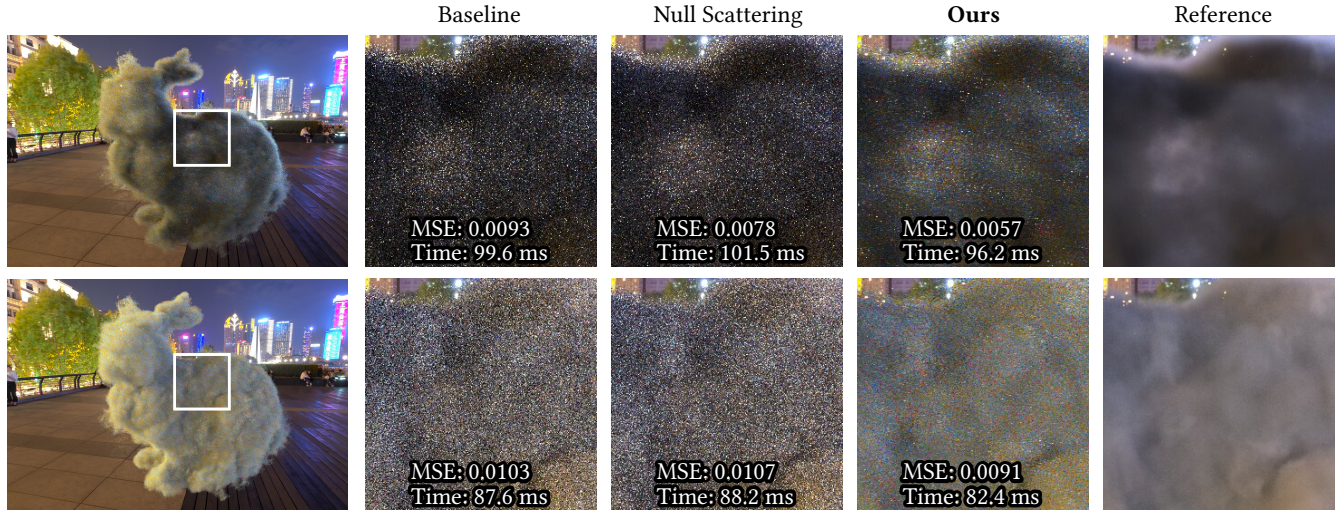 Baseline
Null Scattering
Ours
Reference
MSE: 0.0093
Time: 99.6 ms
MSE: 0.0078
Time: 101.5 ms
MSE: 0.0057
Time: 96.2 ms
MSE: 0.0103
Time: 87.6 ms
MSE: 0.0107
Time: 88.2 ms
MSE: 0.0091
Time: 82.4 ms